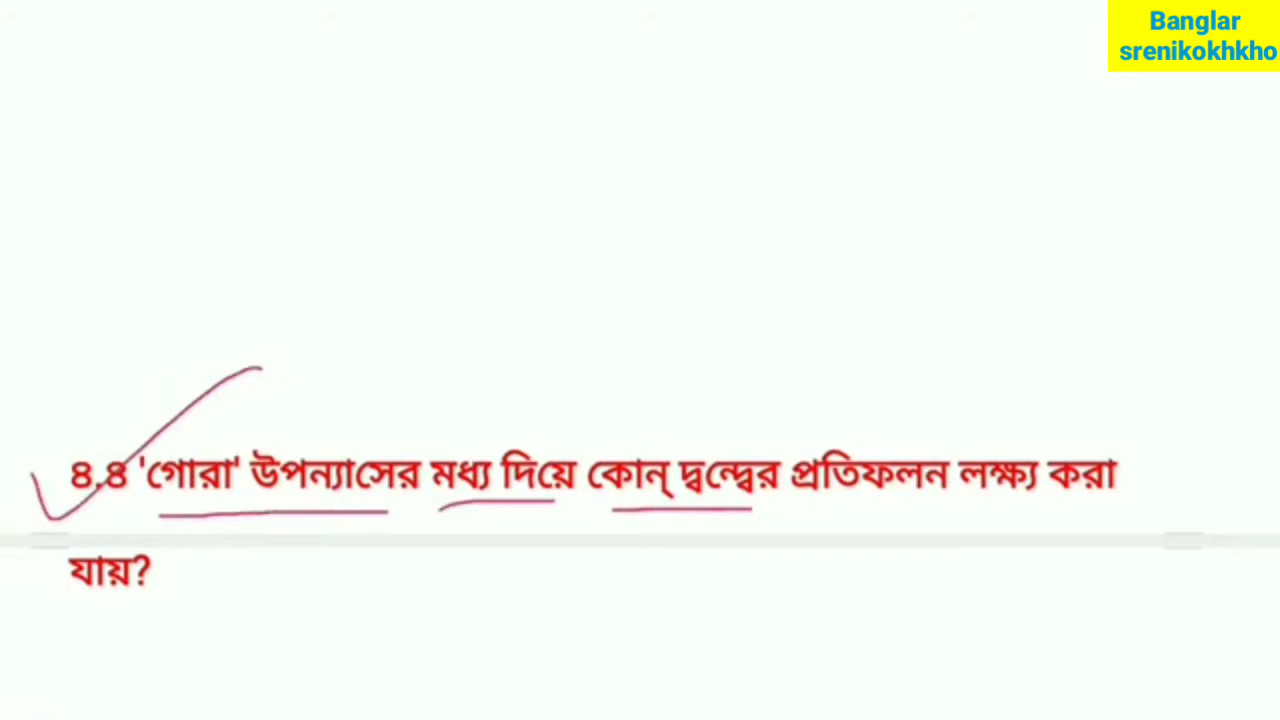 Banglar
srenikokhkho
৪.৪ 'গোরা' উপন্যাসের মধ্য দিয়ে কোন্ দ্বন্দ্বের প্রতিফলন লক্ষ্য করা
যায়?